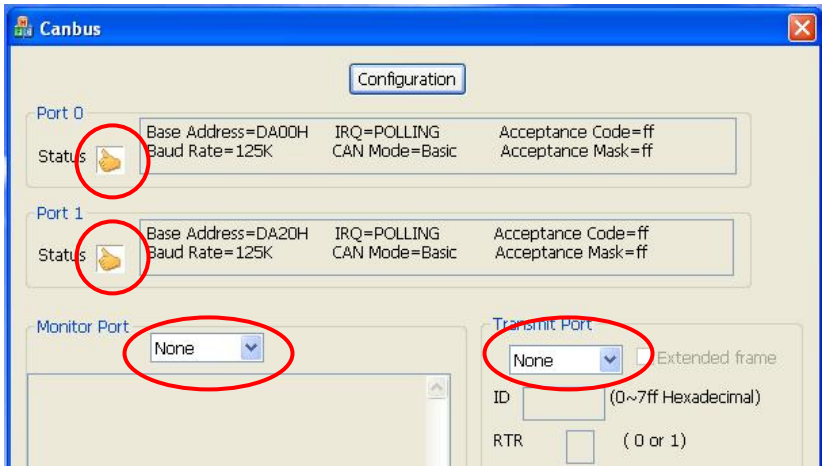 Canbus
Configuration
Port 0
Status
Base Address=DA00H IRQ=POLLING Acceptance Code=ff
Baud Rate=125K CAN Mode=Basic Acceptance Mask=ff
Port 1
Status
Base Address=DA20H IRQ=POLLING Acceptance Code=ff
Baud Rate=125K CAN Mode=Basic Acceptance Mask=ff
Monitor Port
None
Transmit Port
None
Extended frame
ID (0~7ff Hexadecimal)
RTR ( 0 or 1)